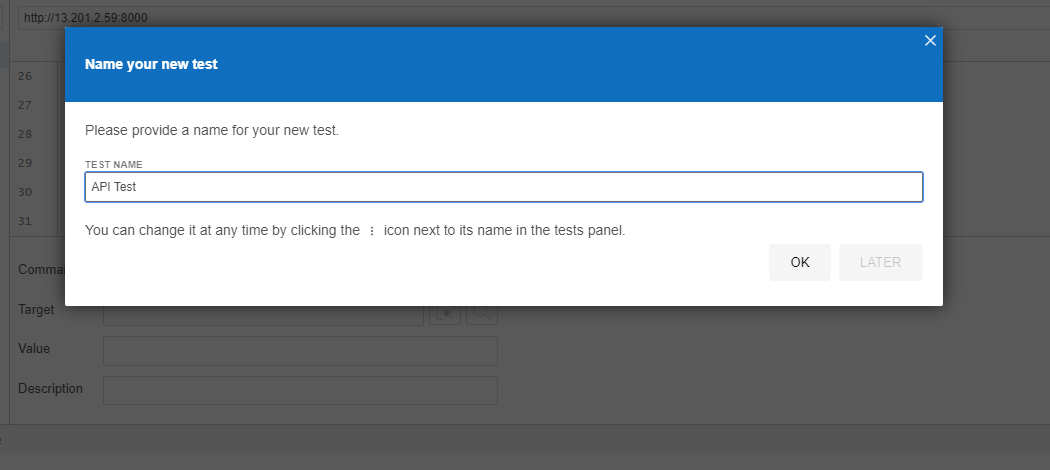 http://13.201.2.59:8000
Name your new test
26
27
28
29
30
31
Please provide a name for your new test.
TEST NAME
API Test
You can change it at any time by clicking the ⋮ icon next to its name in the tests panel.
OK LATER
Comma
Target
Value
Description